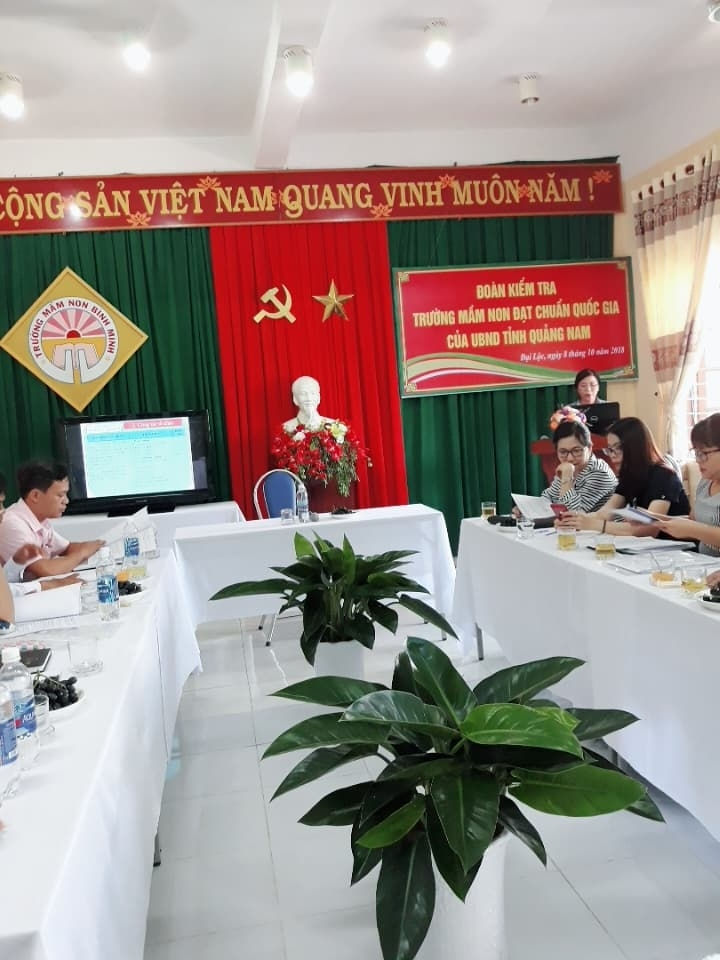 CỘNG SẢN VIỆT NAM QUANG VINH MUÔN NĂM !
TRƯỜNG MẦM NON BÌNH MINH
ĐOÀN KIỂM TRA
TRƯỜNG MẦM NON ĐẠT CHUẨN QUỐC GIA
CỦA UBND TỈNH QUẢNG NAM
Đại Lộc, ngày 8 tháng 10 năm 2018